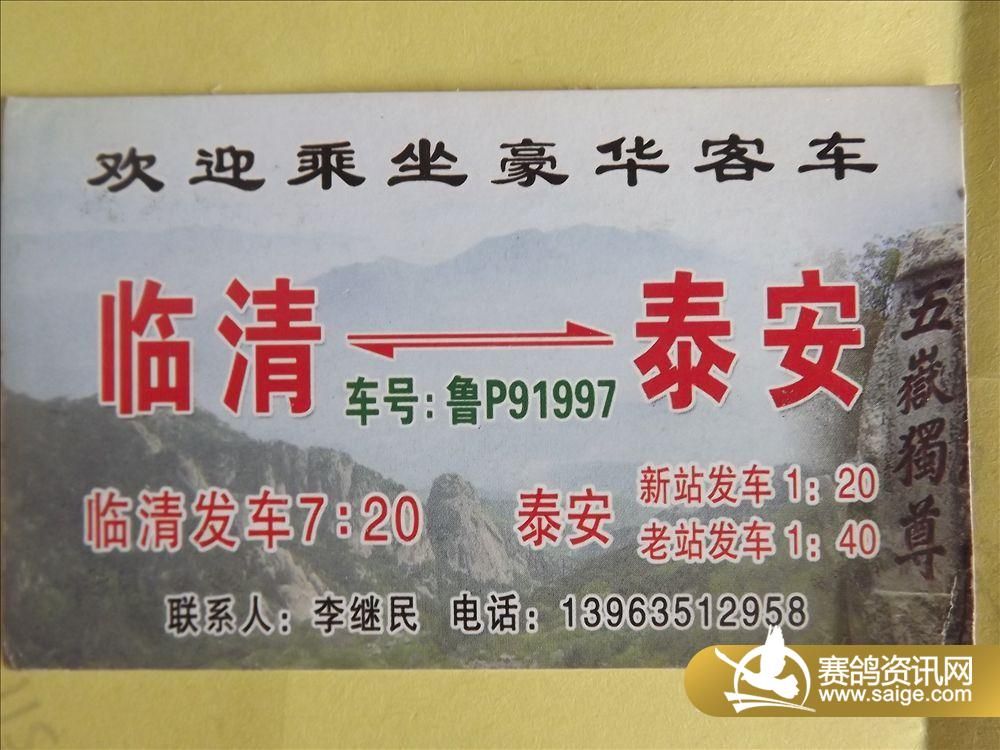 欢迎乘坐豪华客车
临清 泰安
车号:鲁P91997
五嶽獨尊
临清发车7:20 泰安 新站发车1:20
老站发车1:40
联系人:李继民 电话:13963512958
赛鸽资讯网
www.saige.com